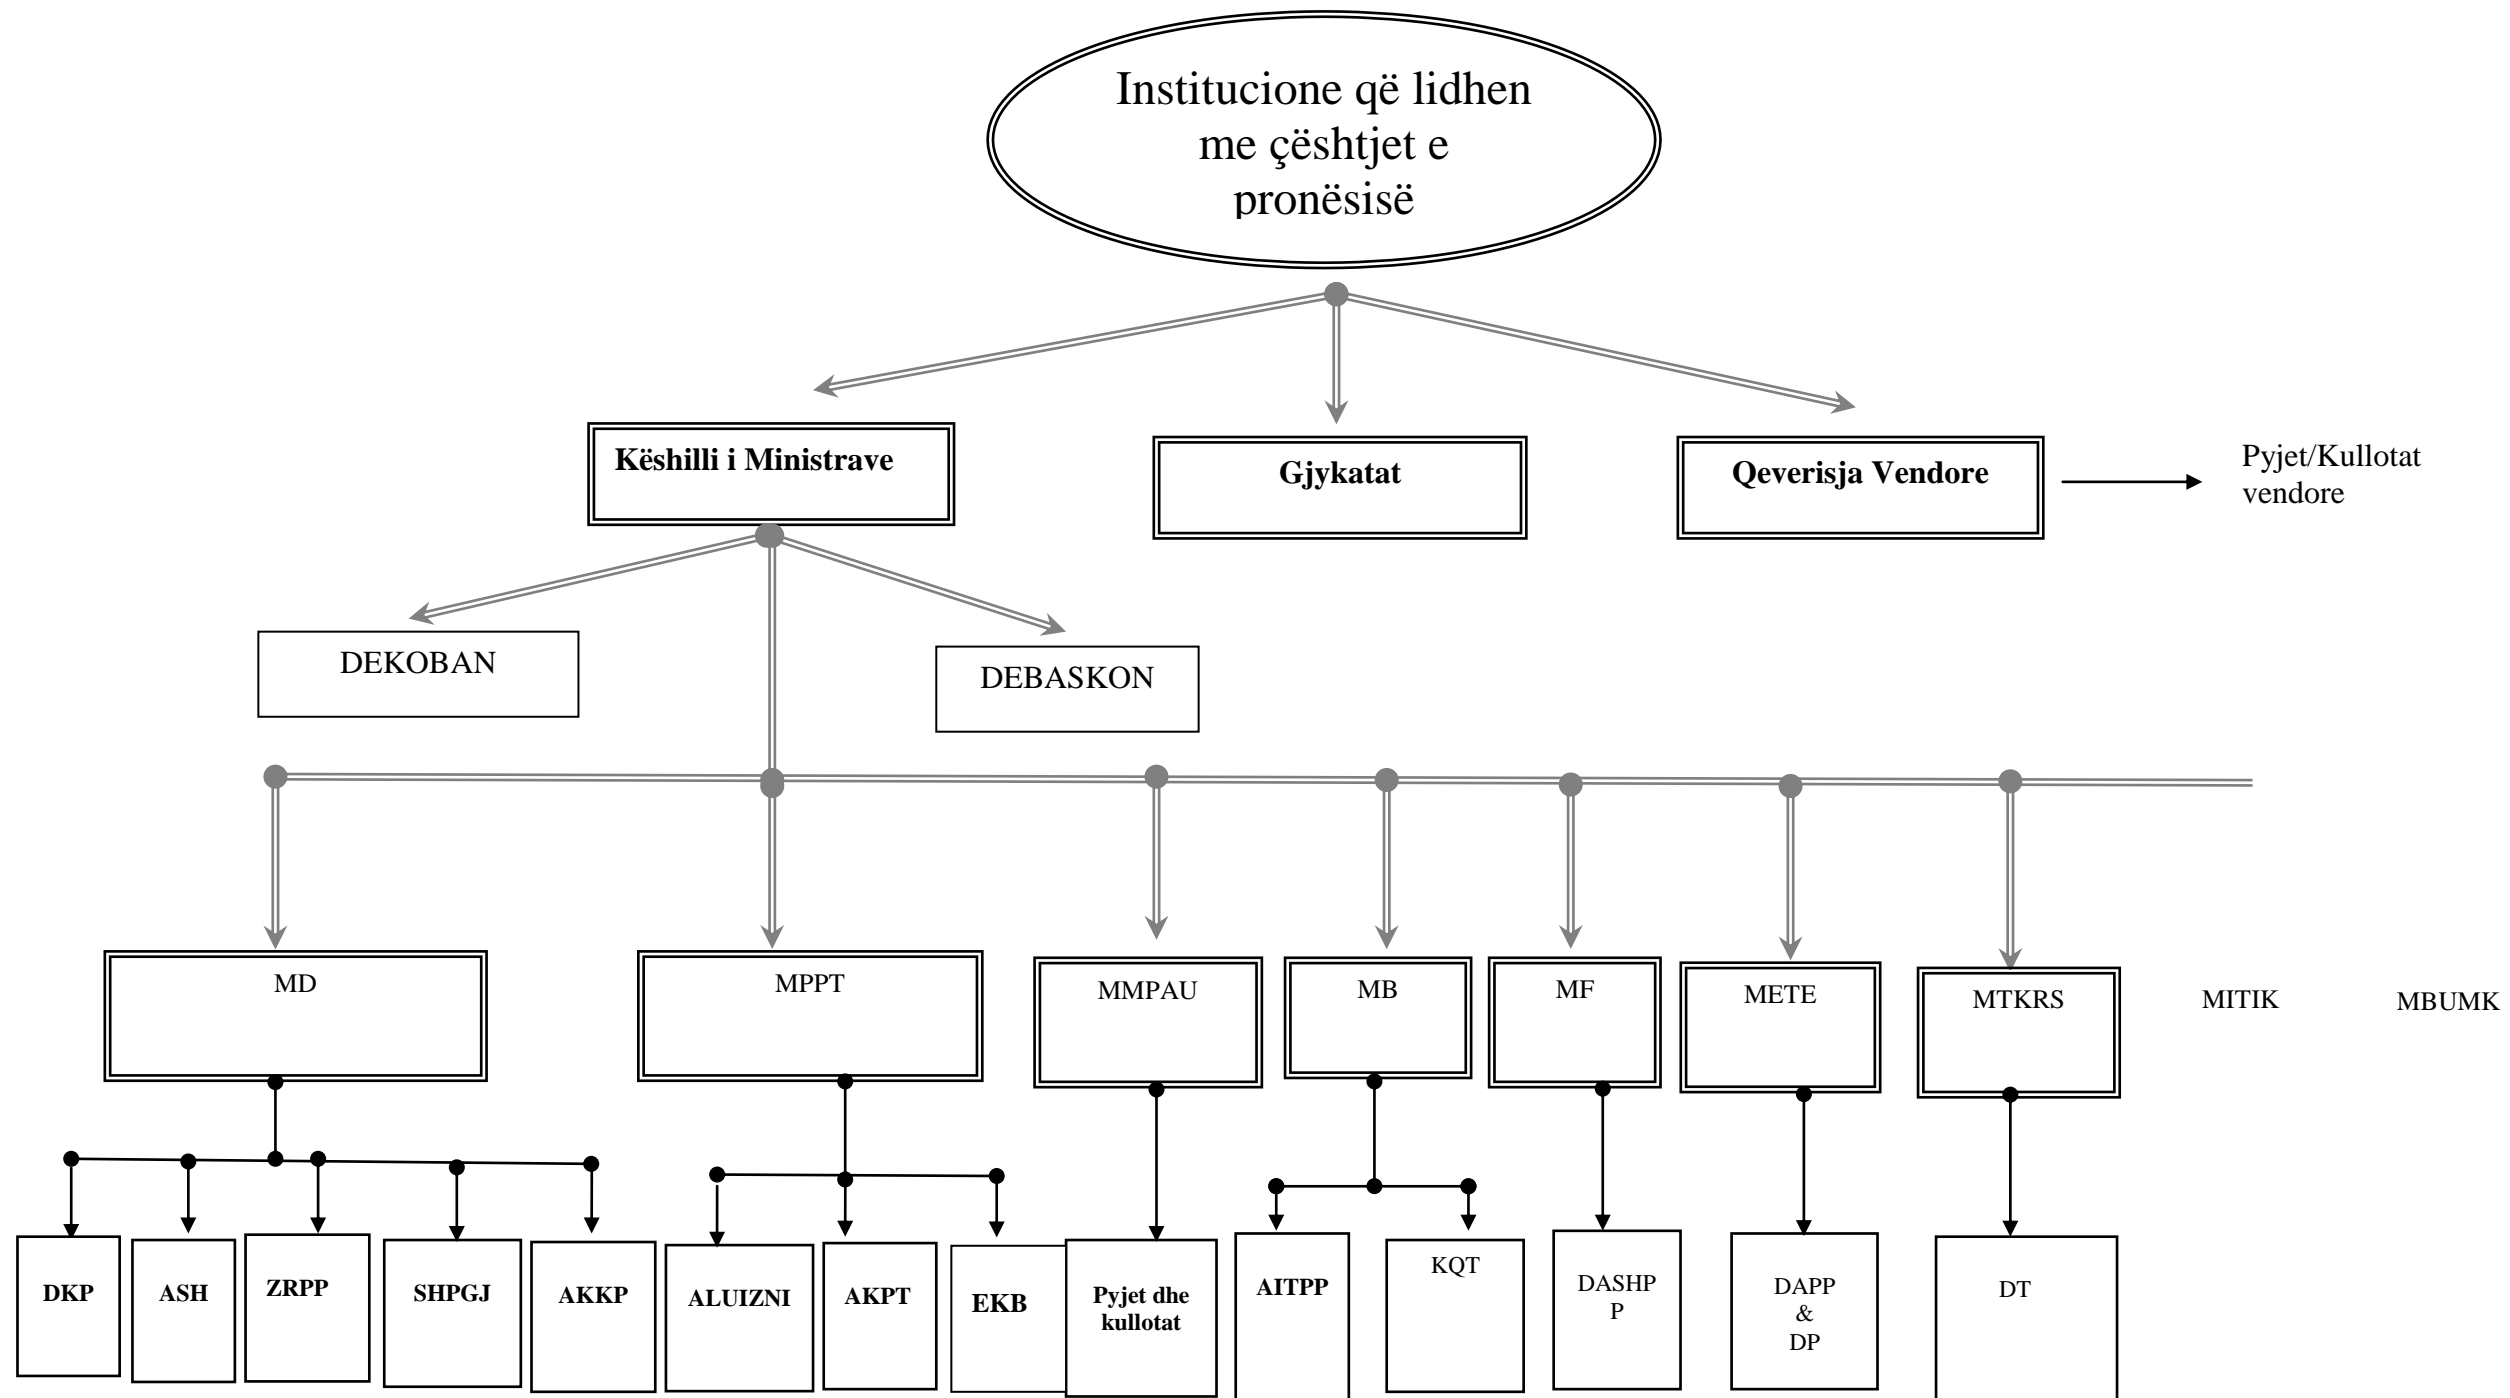 Institucione që lidhen
me çështjet e
pronësisë
Këshilli i Ministrave
Gjykatat
Qeverisja Vendore
Pyjet/Kullotat
vendore
DEKOBAN
DEBASKON
MD
MPPT
MMPAU
MB
MF
METE
MTKRS
MITIK
MBUMK
DKP
ASH
ZRPP
SHPGJ
AKKP
ALUIZNI
AKPT
EKB
Pyjet dhe
kullotat
AITPP
KQT
DASHP
P
DAPP
&
DP
DT